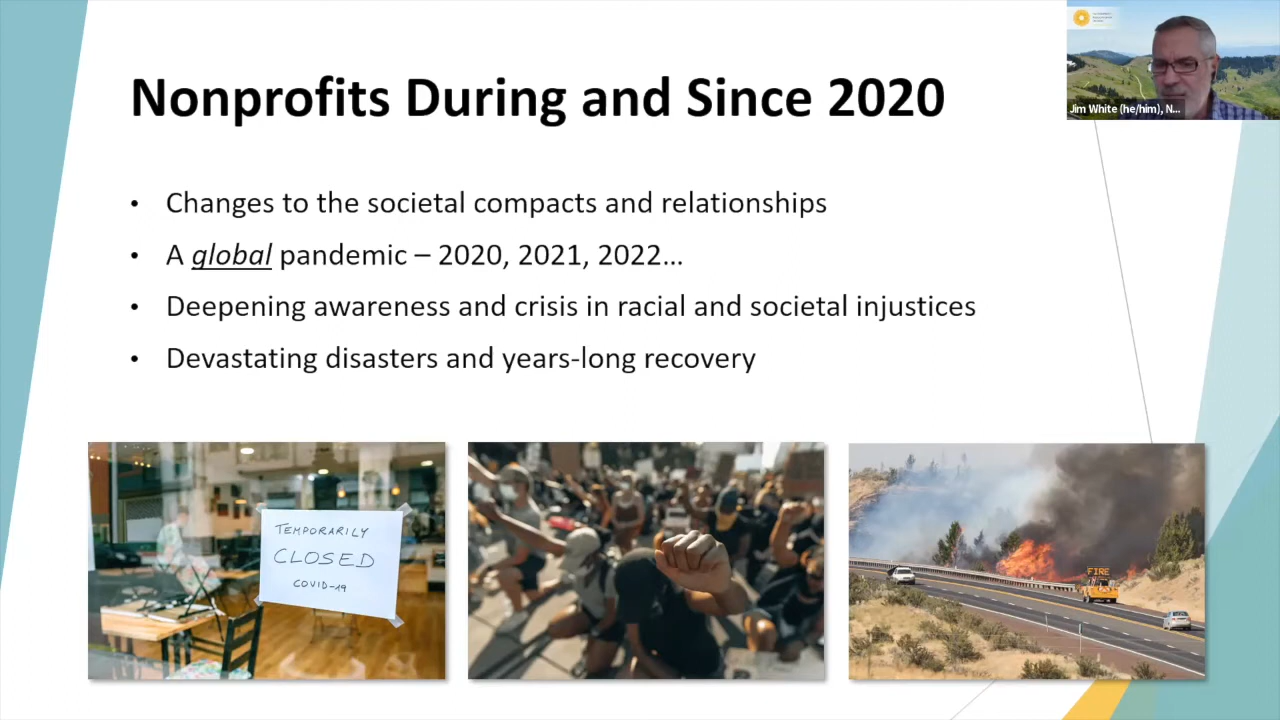 Nonprofits During and Since 2020
Jim White (he/him), N...
• Changes to the societal compacts and relationships
• A global pandemic – 2020, 2021, 2022...
• Deepening awareness and crisis in racial and societal injustices
• Devastating disasters and years-long recovery
TEMPORARILY
CLOSED
COVID-19
FIRE